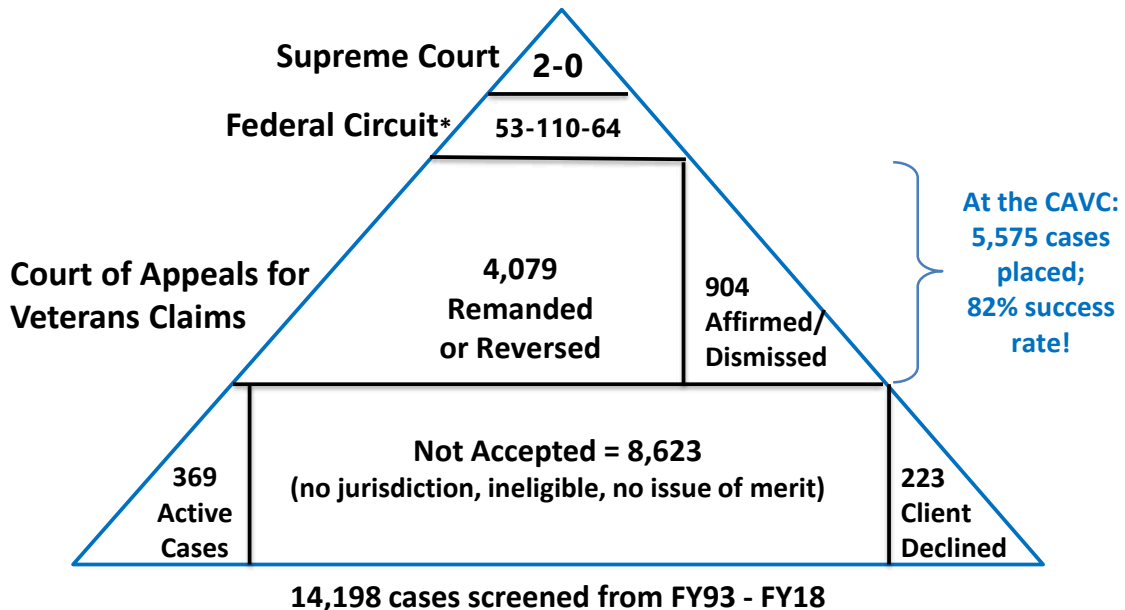 Supreme Court
2-0
Federal Circuit*
53-110-64
Court of Appeals for
Veterans Claims
4,079
Remanded
or Reversed
904
Affirmed/
Dismissed
At the CAVC:
5,575 cases
placed;
82% success
rate!
369
Active
Cases
Not Accepted = 8,623
(no jurisdiction, ineligible, no issue of merit)
223
Client
Declined
14,198 cases screened from FY93 - FY18